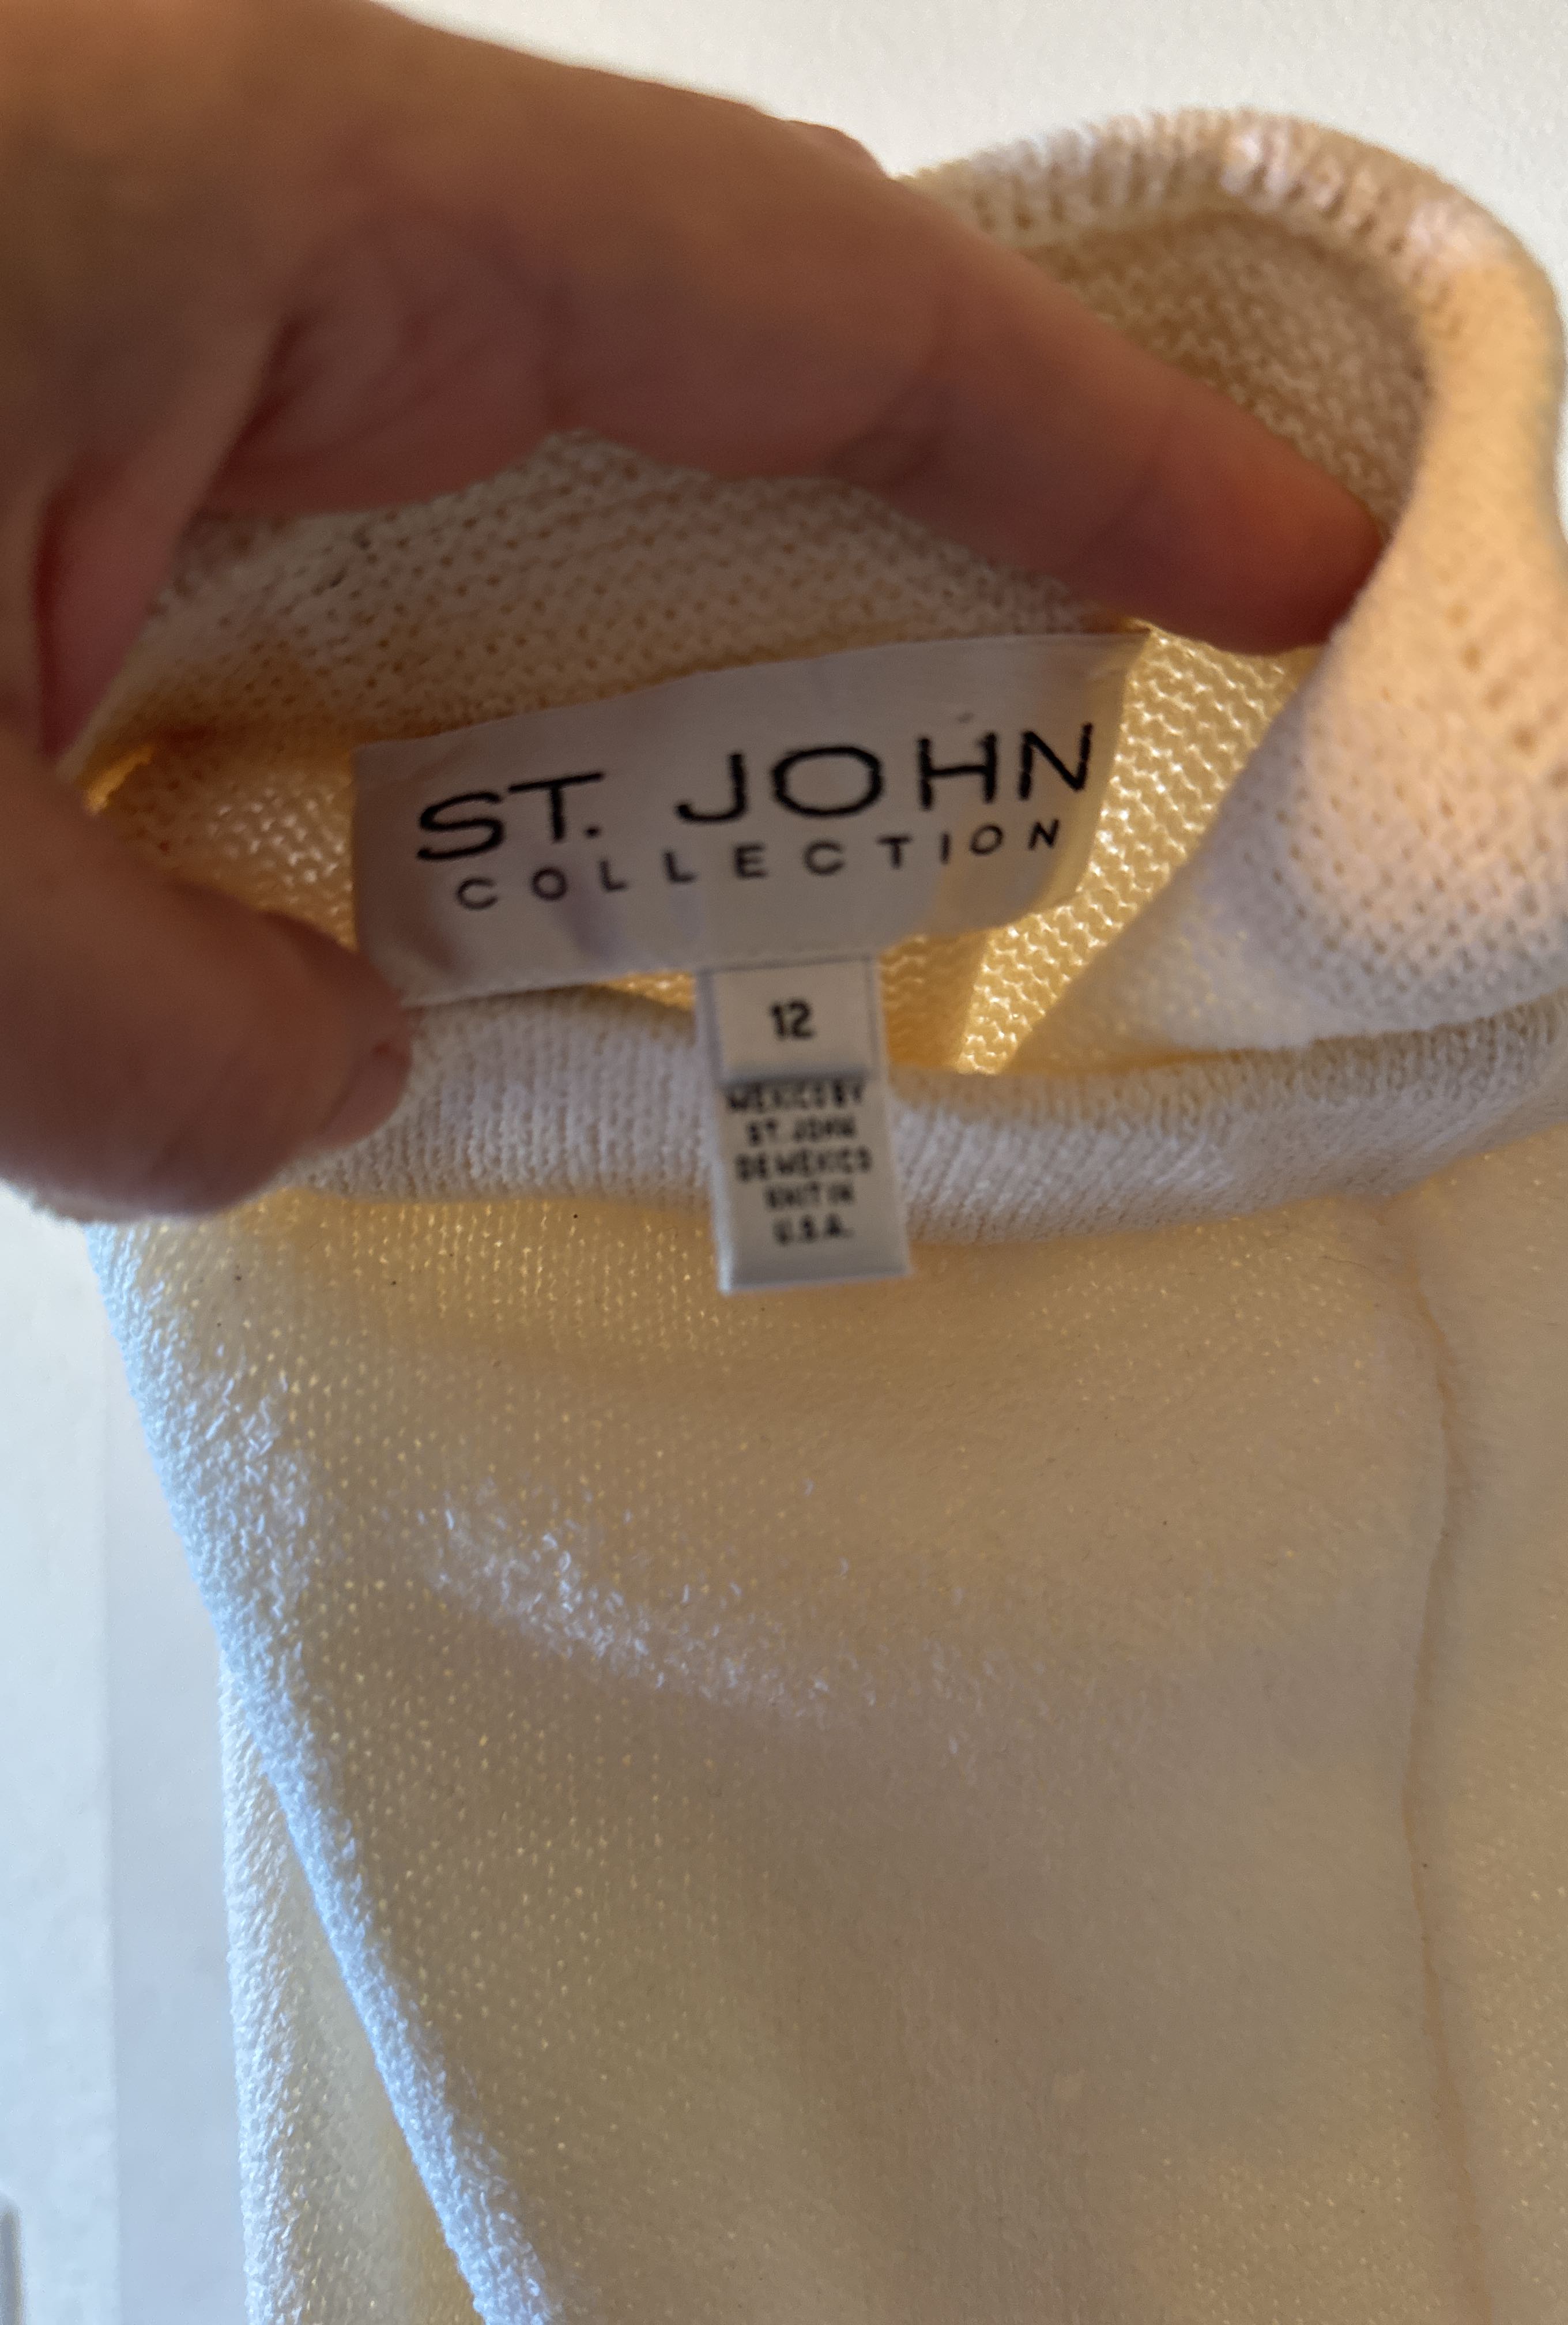 ST. JOHN
COLLECTION
12
MEXICO BY
ST. JOHN
DE MEXICO
KNIT IN
U.S.A.